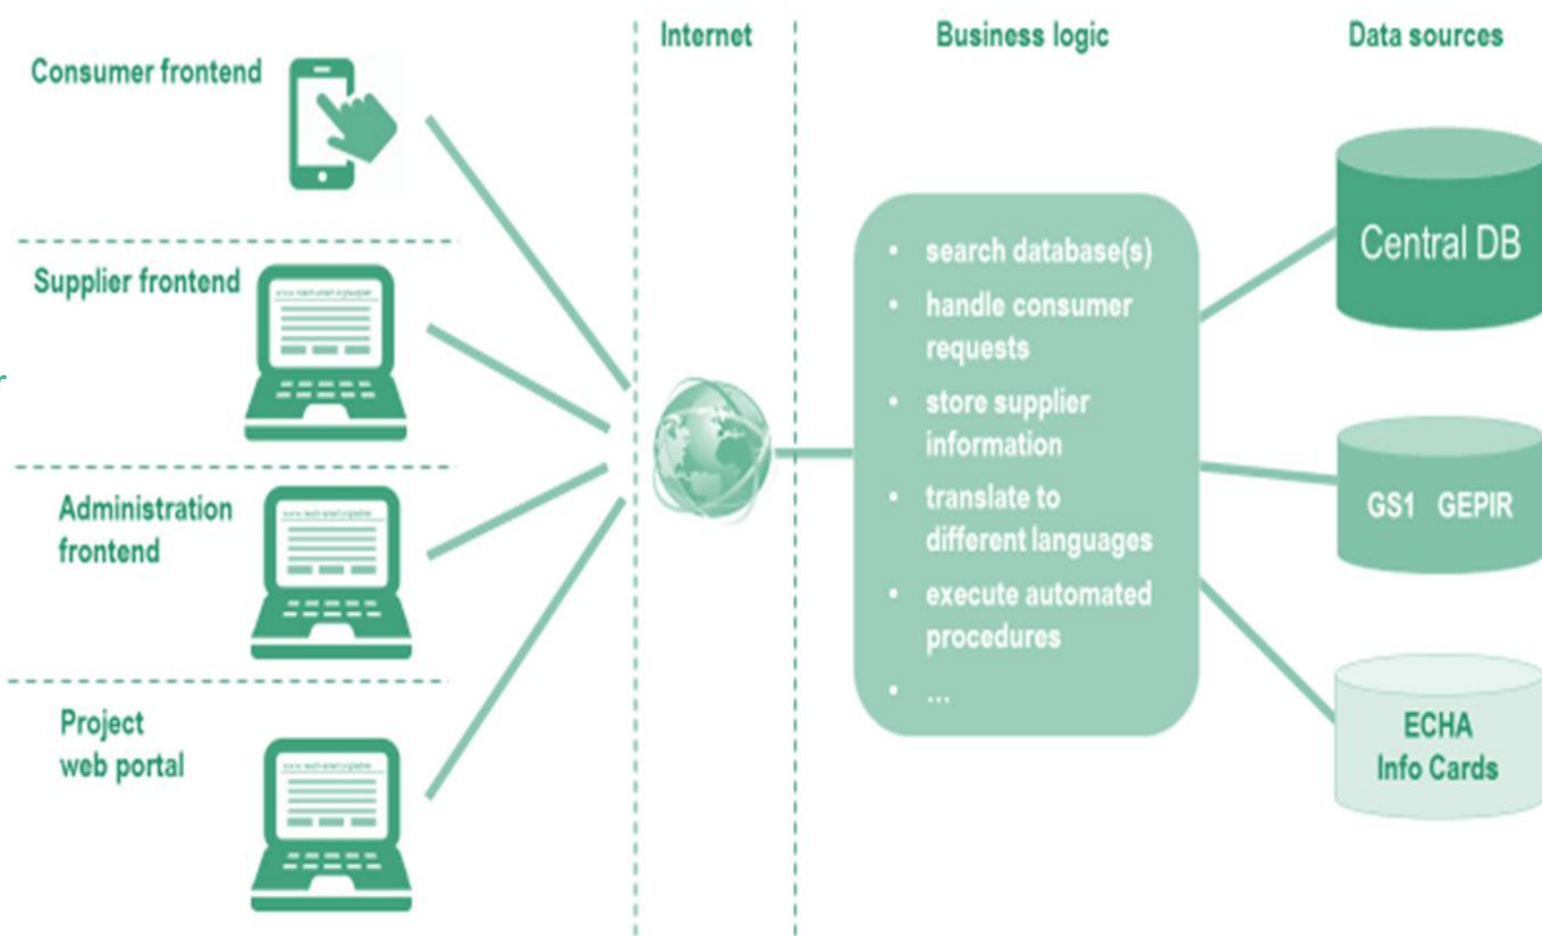 Internet
Business logic
Data sources
Consumer frontend
Supplier frontend
Administration
frontend
Project
web portal
• search database(s)
• handle consumer
requests
• store supplier
information
• translate to
different languages
• execute automated
procedures
• ...
Central DB
GS1 GEPIR
ECHA
Info Cards
r